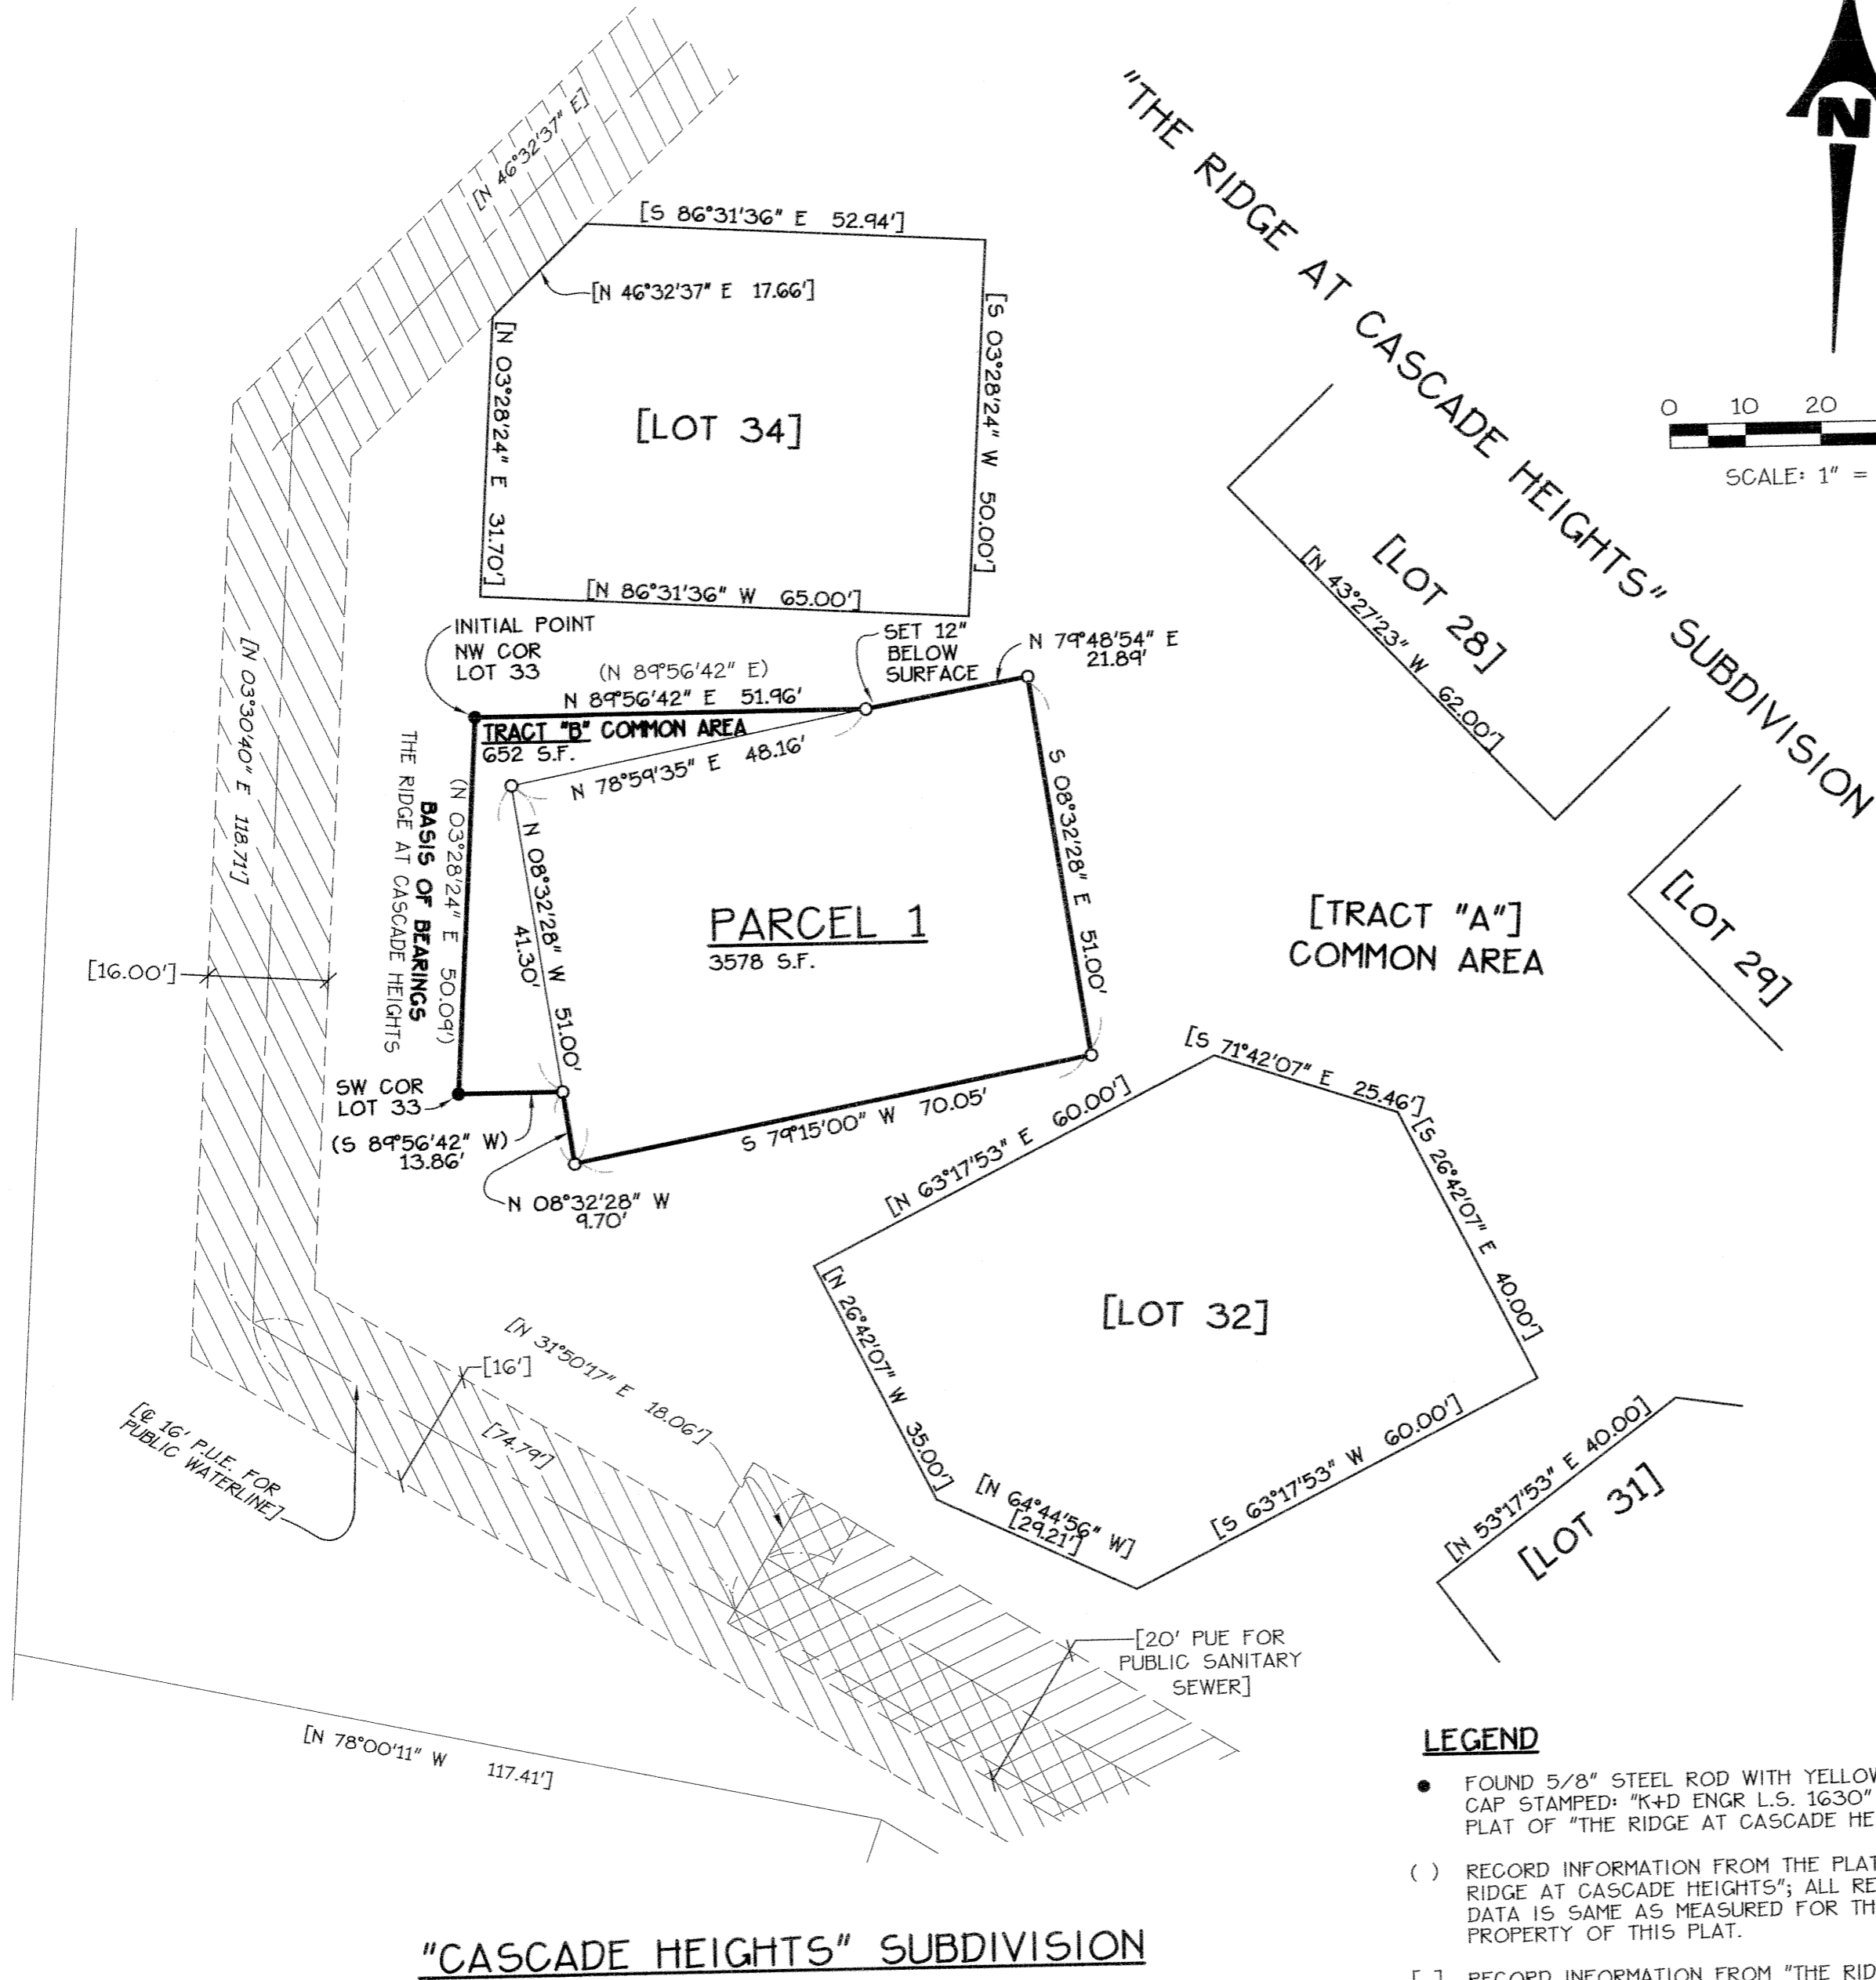 "THE RIDGE AT CASCADE HEIGHTS" SUBDIVISION
N
0 10 20
SCALE: 1" =
[N 46°32'37" E]
[S 86°31'36" E 52.94']
[N 46°32'37" E 17.66']
[N 03°28'24" E 31.70']
[LOT 34]
[S 03°28'24" W 50.00']
[N 86°31'36" W 65.00']
[LOT 28]
[N 43°27'23" W 62.00']
[LOT 29]
INITIAL POINT
NW COR
LOT 33
(N 89°56'42" E)
N 89°56'42" E 51.96'
SET 12"
BELOW
SURFACE
N 79°48'54" E
21.89'
TRACT "B" COMMON AREA
652 S.F.
N 78°59'35" E 48.16'
[N 03°30'40" E 118.71']
THE RIDGE AT CASCADE HEIGHTS
BASIS OF BEARINGS
(N 03°28'24" E 50.09')
N 08°32'28" W 51.00'
41.30'
PARCEL 1
3578 S.F.
S 08°32'28" E 51.00'
[TRACT "A"]
COMMON AREA
[16.00']
SW COR
LOT 33
(S 89°56'42" W)
13.86'
S 79°15'00" W 70.05'
N 08°32'28" W
9.70'
[S 71°42'07" E 25.46']
[N 63°17'53" E 60.00']
[S 26°42'07" E 40.00']
[LOT 32]
[N 26°42'07" W 35.00']
[N 64°44'56" W]
[29.21']
[S 63°17'53" W 60.00']
[N 53°17'53" E 40.00]
[LOT 31]
[N 31°50'17" E 18.06']
[16']
[74.79']
[℄ 16' P.U.E. FOR
PUBLIC WATERLINE]
[20' PUE FOR
PUBLIC SANITARY
SEWER]
[N 78°00'11" W 117.41']
"CASCADE HEIGHTS" SUBDIVISION
LEGEND
● FOUND 5/8" STEEL ROD WITH YELLOW
CAP STAMPED: "K+D ENGR L.S. 1630"
PLAT OF "THE RIDGE AT CASCADE HE
( ) RECORD INFORMATION FROM THE PLAT
RIDGE AT CASCADE HEIGHTS"; ALL RE
DATA IS SAME AS MEASURED FOR TH
PROPERTY OF THIS PLAT.
[ ] RECORD INFORMATION FROM "THE RID